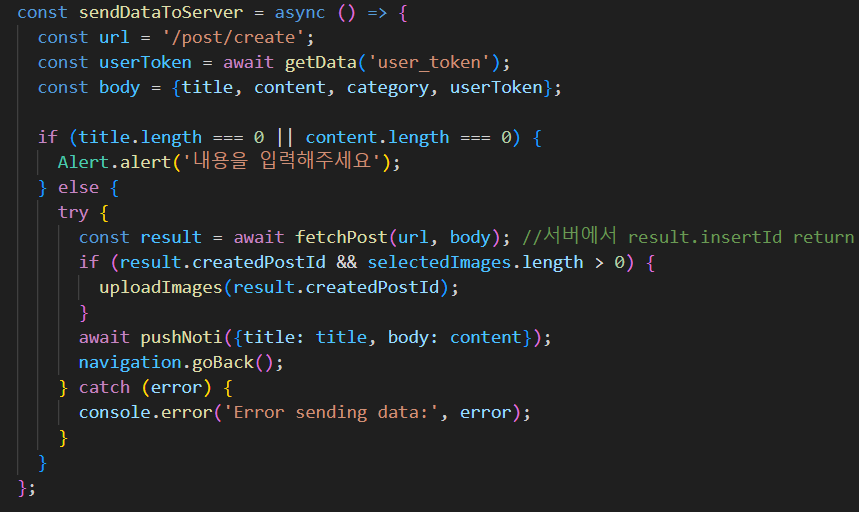 const sendDataToServer = async () => {
const url = '/post/create';
const userToken = await getData('user_token');
const body = {title, content, category, userToken};
if (title.length === 0 || content.length === 0) {
Alert.alert('내용을 입력해주세요');
} else {
try {
const result = await fetchPost(url, body); //서버에서 result.insertId return
if (result.createdPostId && selectedImages.length > 0) {
uploadImages(result.createdPostId);
}
await pushNoti({title: title, body: content});
navigation.goBack();
} catch (error) {
console.error('Error sending data:', error);
}
}
};